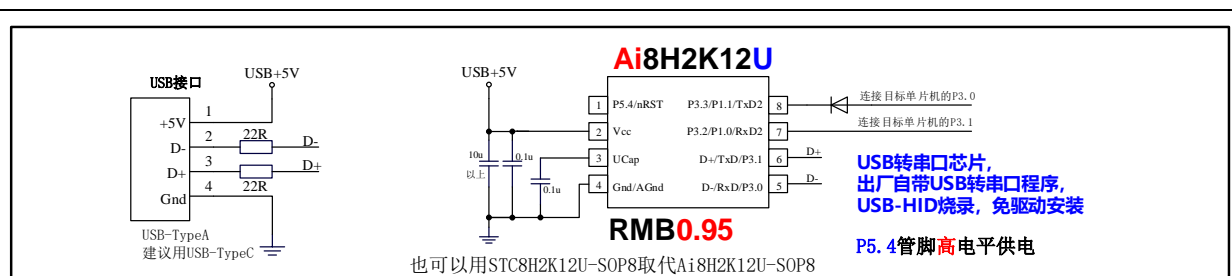 USB接口
USB+5V
+5V
1
D-
2
22R
D-
D+
3
22R
D+
Gnd
4
USB-TypeA
建议用USB-TypeC
USB+5V
10u
以上
0.1u
0.1u
Ai8H2K12U
1 P5.4/nRST P3.3/P1.1/TxD2 8
2 Vcc P3.2/P1.0/RxD2 7
3 UCap D+/TxD/P3.1 6
4 Gnd/AGnd D-/RxD/P3.0 5
连接目标单片机的P3.0
连接目标单片机的P3.1
D+
D-
RMB0.95
USB转串口芯片,
出厂自带USB转串口程序,
USB-HID烧录，免驱动安装
P5.4管脚高电平供电
也可以用STC8H2K12U-SOP8取代Ai8H2K12U-SOP8